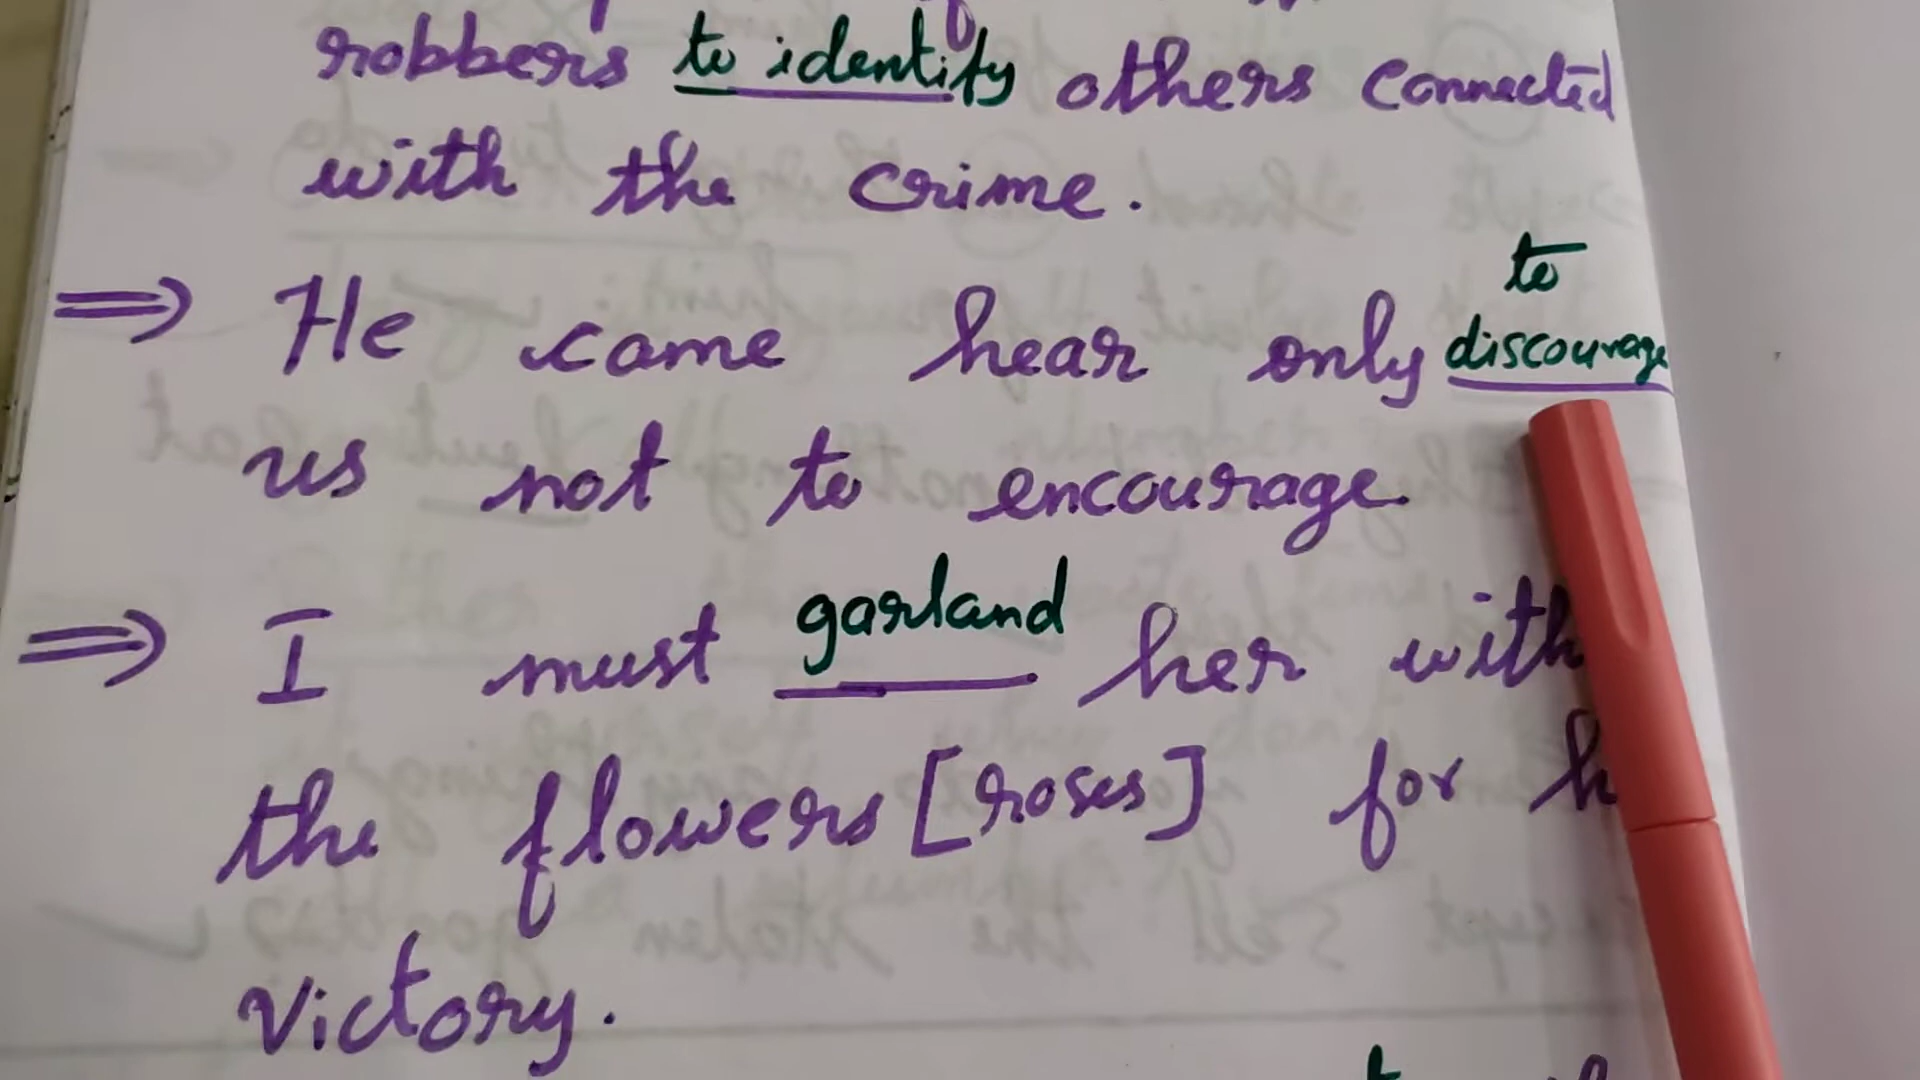 robbers to identify others connected
with the crime.
⇒ He came hear only to discourage
us not to encourage.
⇒ I must garland her with
the flowers [roses] for h
victory.